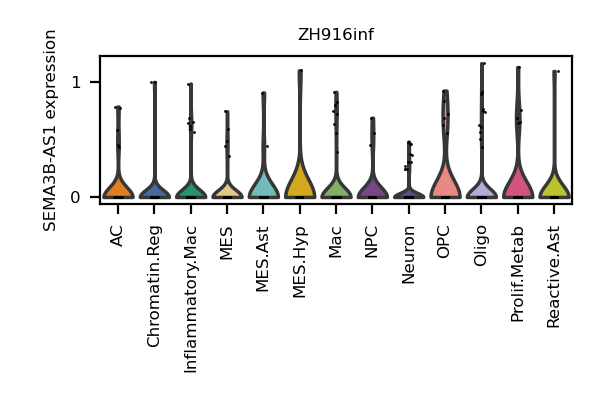 ZH916inf
SEMA3B-AS1 expression
1
0
AC
Chromatin.Reg
Inflammatory.Mac
MES
MES.Ast
MES.Hyp
Mac
NPC
Neuron
OPC
Oligo
Prolif.Metab
Reactive.Ast